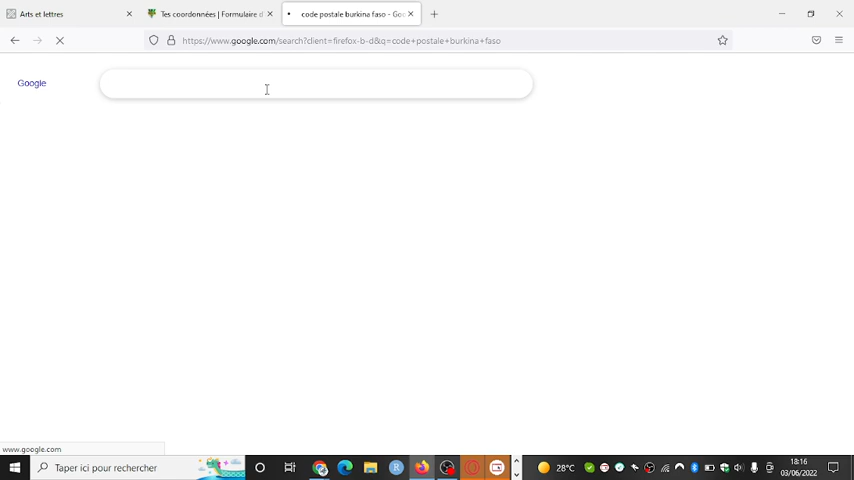 Arts et lettres
Tes coordonnées | Formulaire d'
code postale burkina faso - Goo
https://www.google.com/search?client=firefox-b-d&q=code+postale+burkina+faso
Google
www.google.com
Taper ici pour rechercher
28°C
18:16
03/06/2022